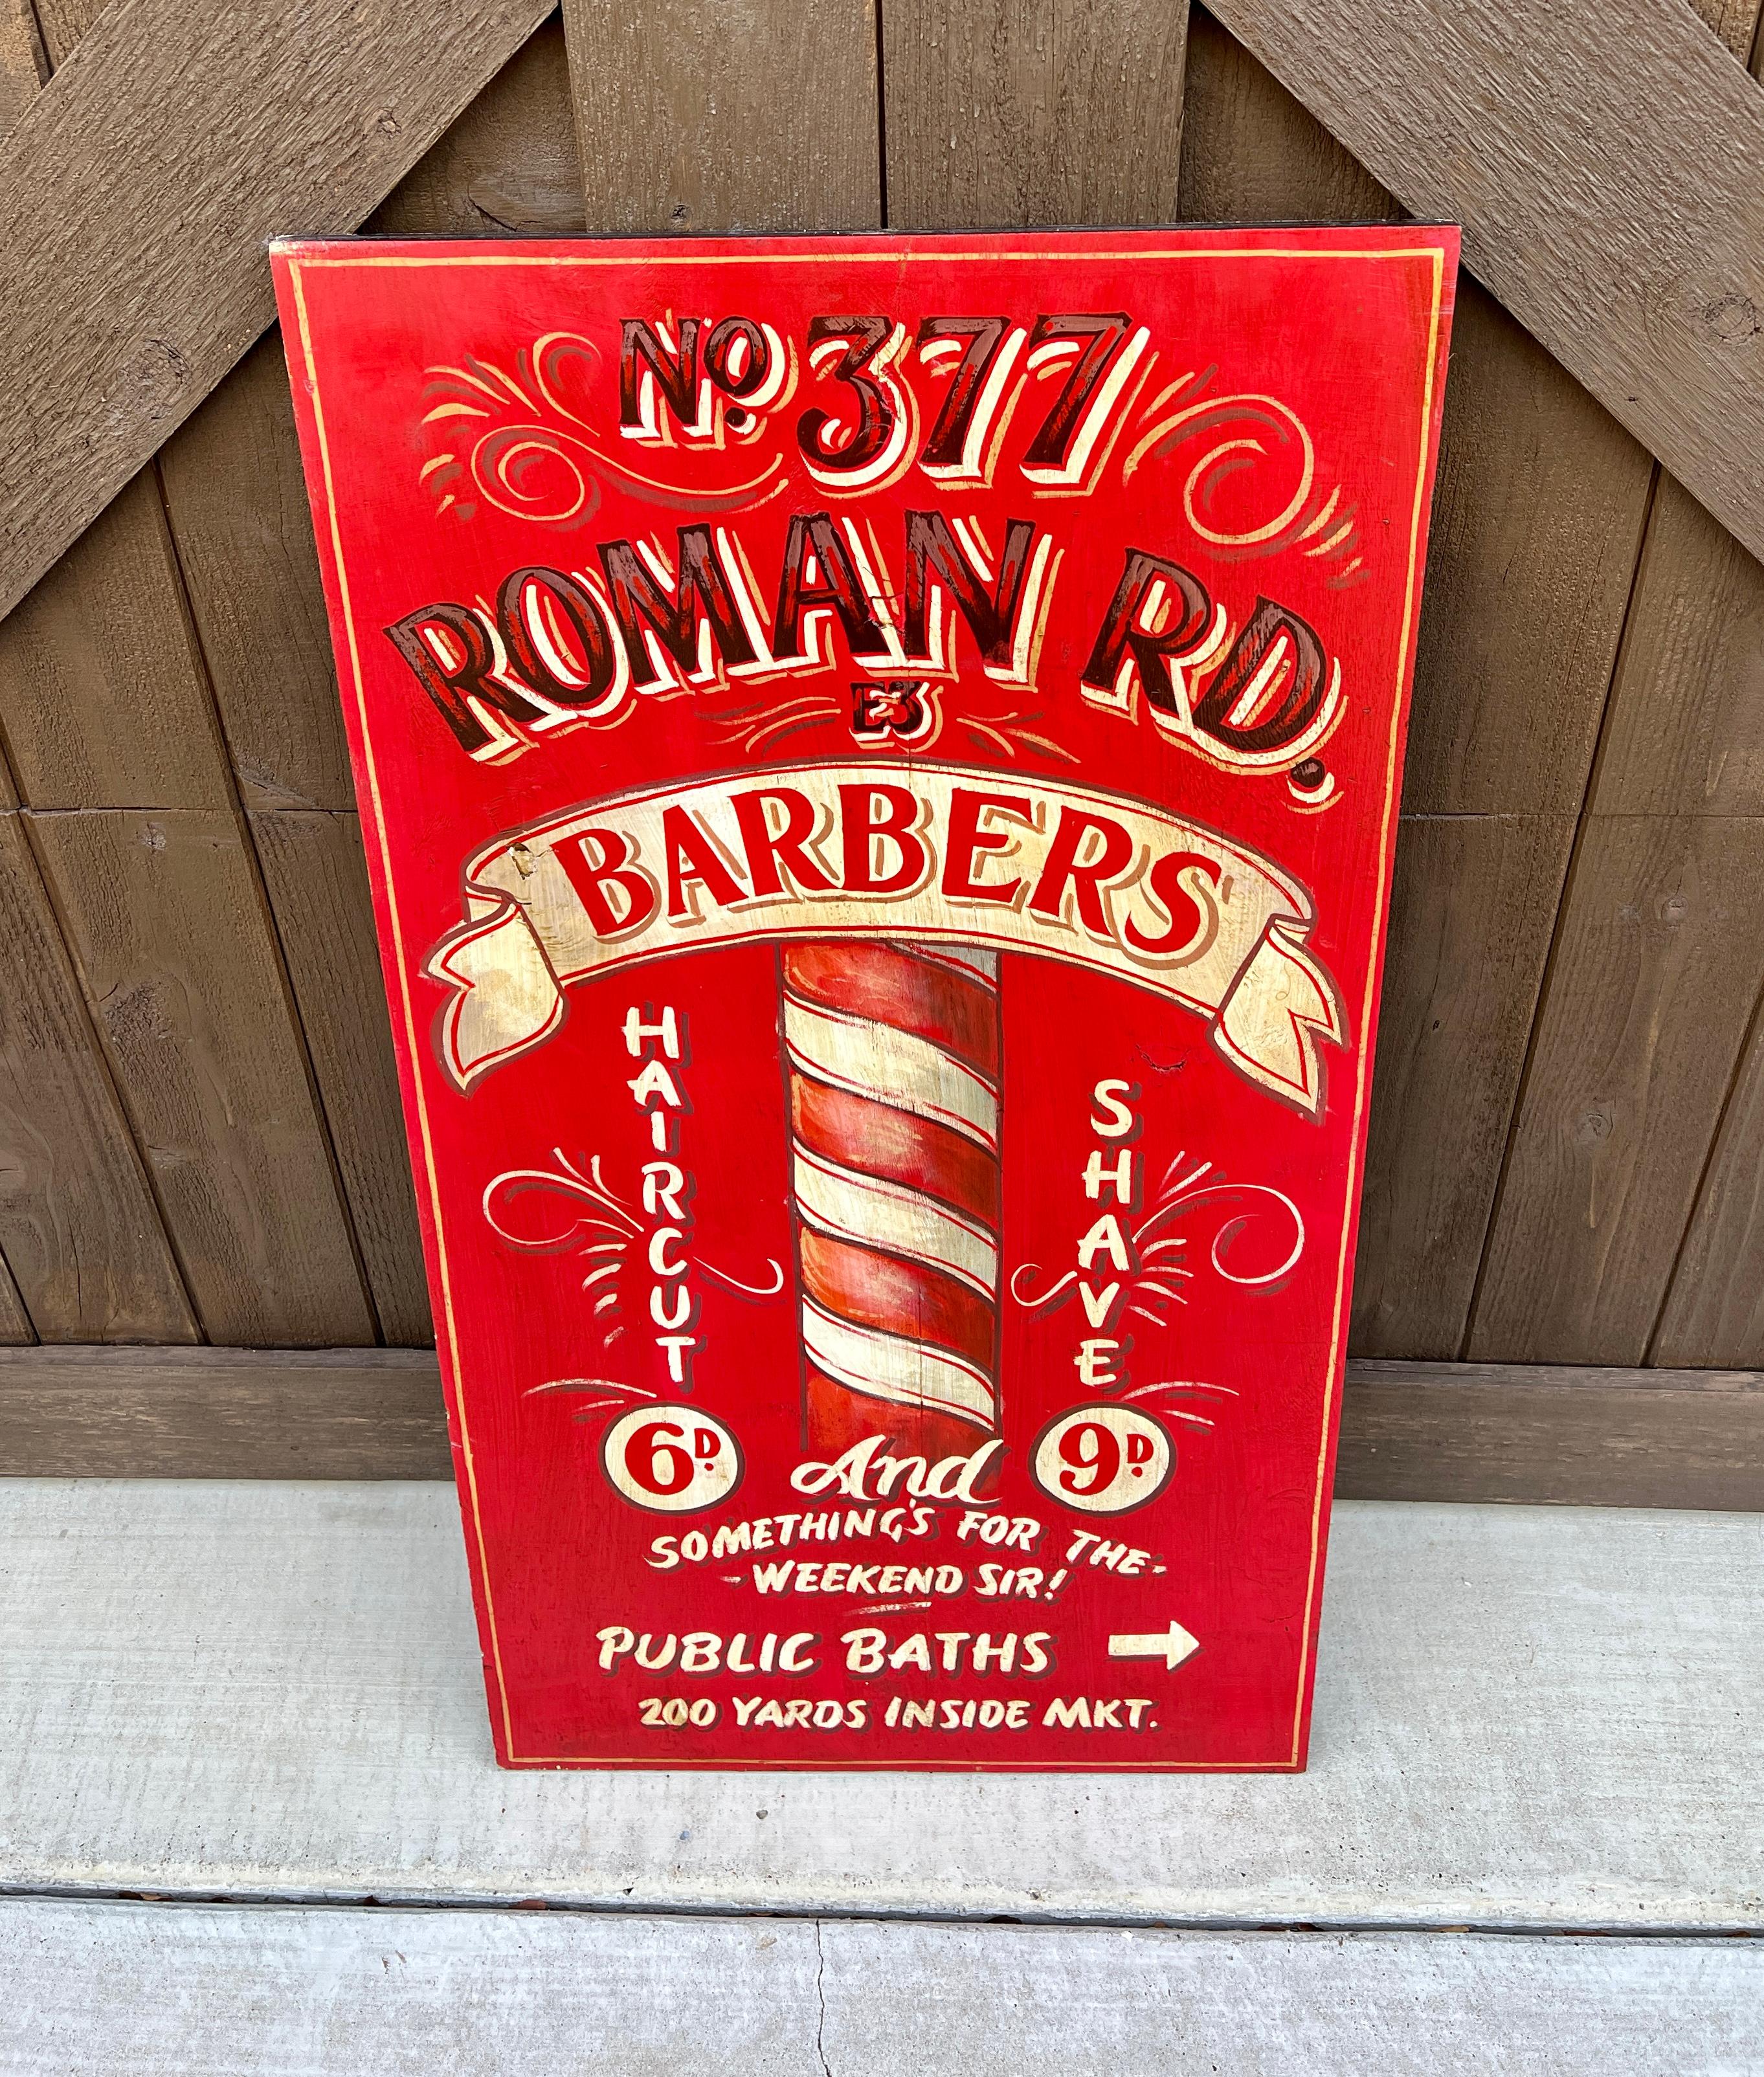 No. 377
ROMAN RD.
E3
BARBERS'
HAIRCUT
6D.
SHAVE
9D.
And
SOMETHING'S FOR THE-
-WEEKEND SIR!
PUBLIC BATHS →
200 YARDS INSIDE MKT.